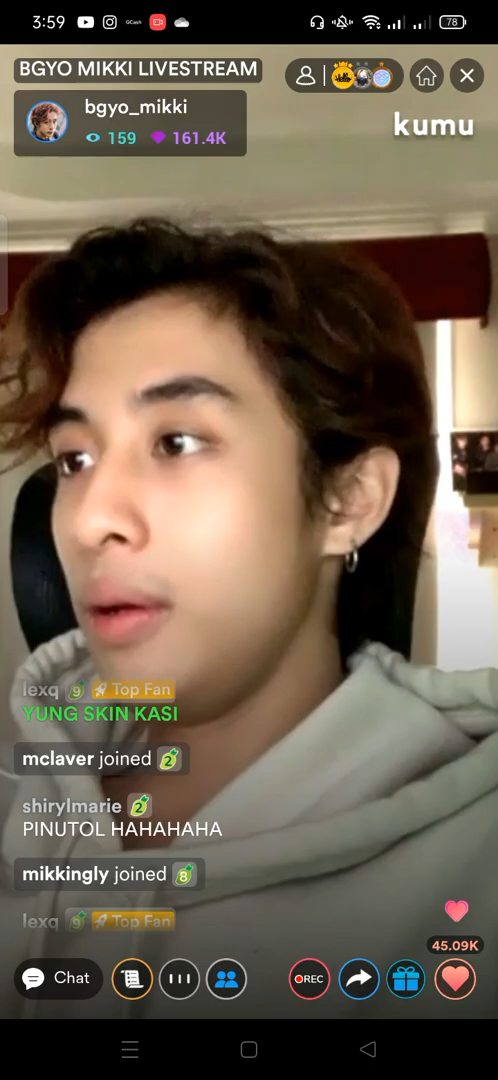 3:59
GCash
78
BGYO MIKKI LIVESTREAM
bgyo_mikki
159 161.4K
kumu
lexq 9 Top Fan
YUNG SKIN KASI
mclaver joined 2
shirylmarie 2
PINUTOL HAHAHAHA
mikkingly joined 8
lexq 9 Top Fan
45.09K
Chat
REC